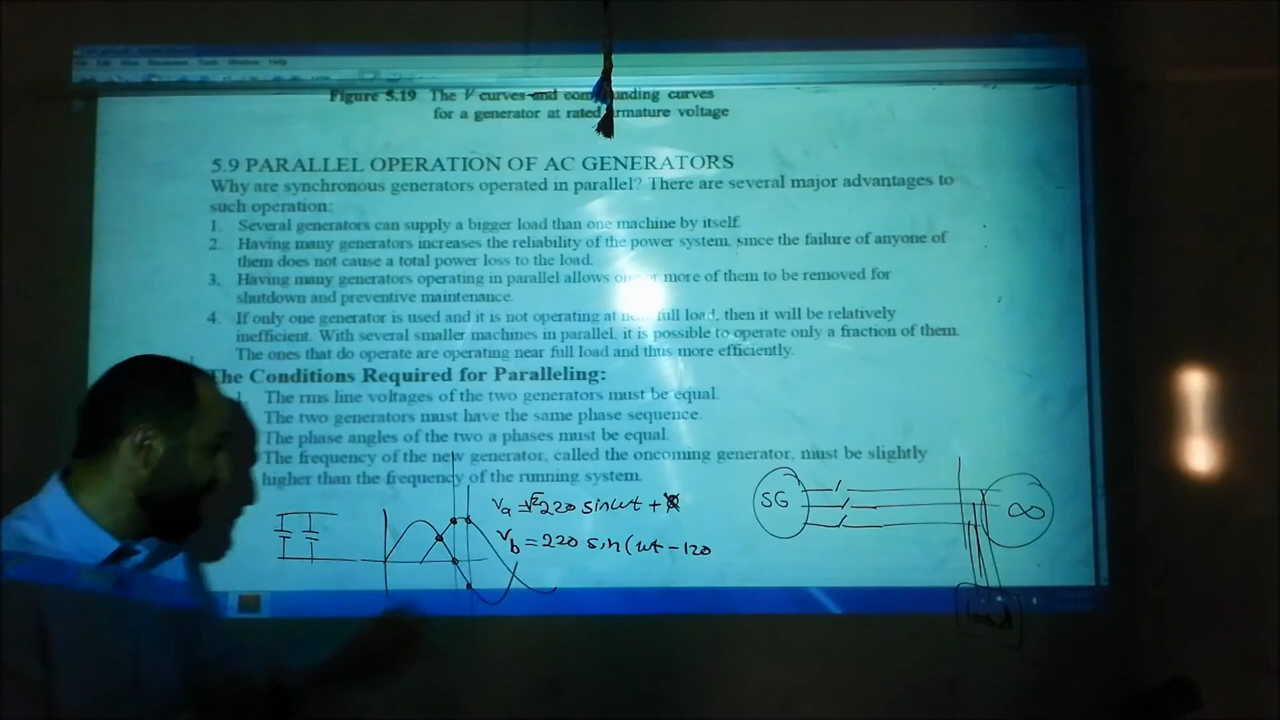 Figure 5.19 The V curves and compounding curves
for a generator at rated armature voltage
5.9 PARALLEL OPERATION OF AC GENERATORS
Why are synchronous generators operated in parallel? There are several major advantages to
such operation:
1. Several generators can supply a bigger load than one machine by itself.
2. Having many generators increases the reliability of the power system, since the failure of anyone of
them does not cause a total power loss to the load.
3. Having many generators operating in parallel allows one or more of them to be removed for
shutdown and preventive maintenance.
4. If only one generator is used and it is not operating at near full load, then it will be relatively
inefficient. With several smaller machines in parallel, it is possible to operate only a fraction of them.
The ones that do operate are operating near full load and thus more efficiently.
The Conditions Required for Paralleling:
The rms line voltages of the two generators must be equal.
The two generators must have the same phase sequence.
The phase angles of the two a phases must be equal.
The frequency of the new generator, called the oncoming generator, must be slightly
higher than the frequency of the running system.
Va = √2 220 sin ωt +
Vb = 220 sin (ωt - 120
SG
∞
load